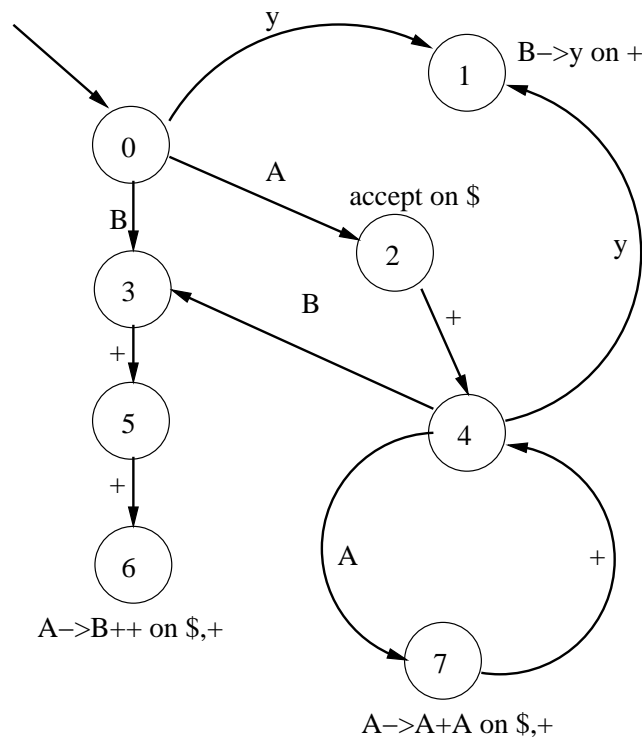 y
1
B−>y on +
0
A
accept on $
B
2
y
3
B
+
+
5
4
+
A
+
6
A−>B++ on $,+
7
A−>A+A on $,+